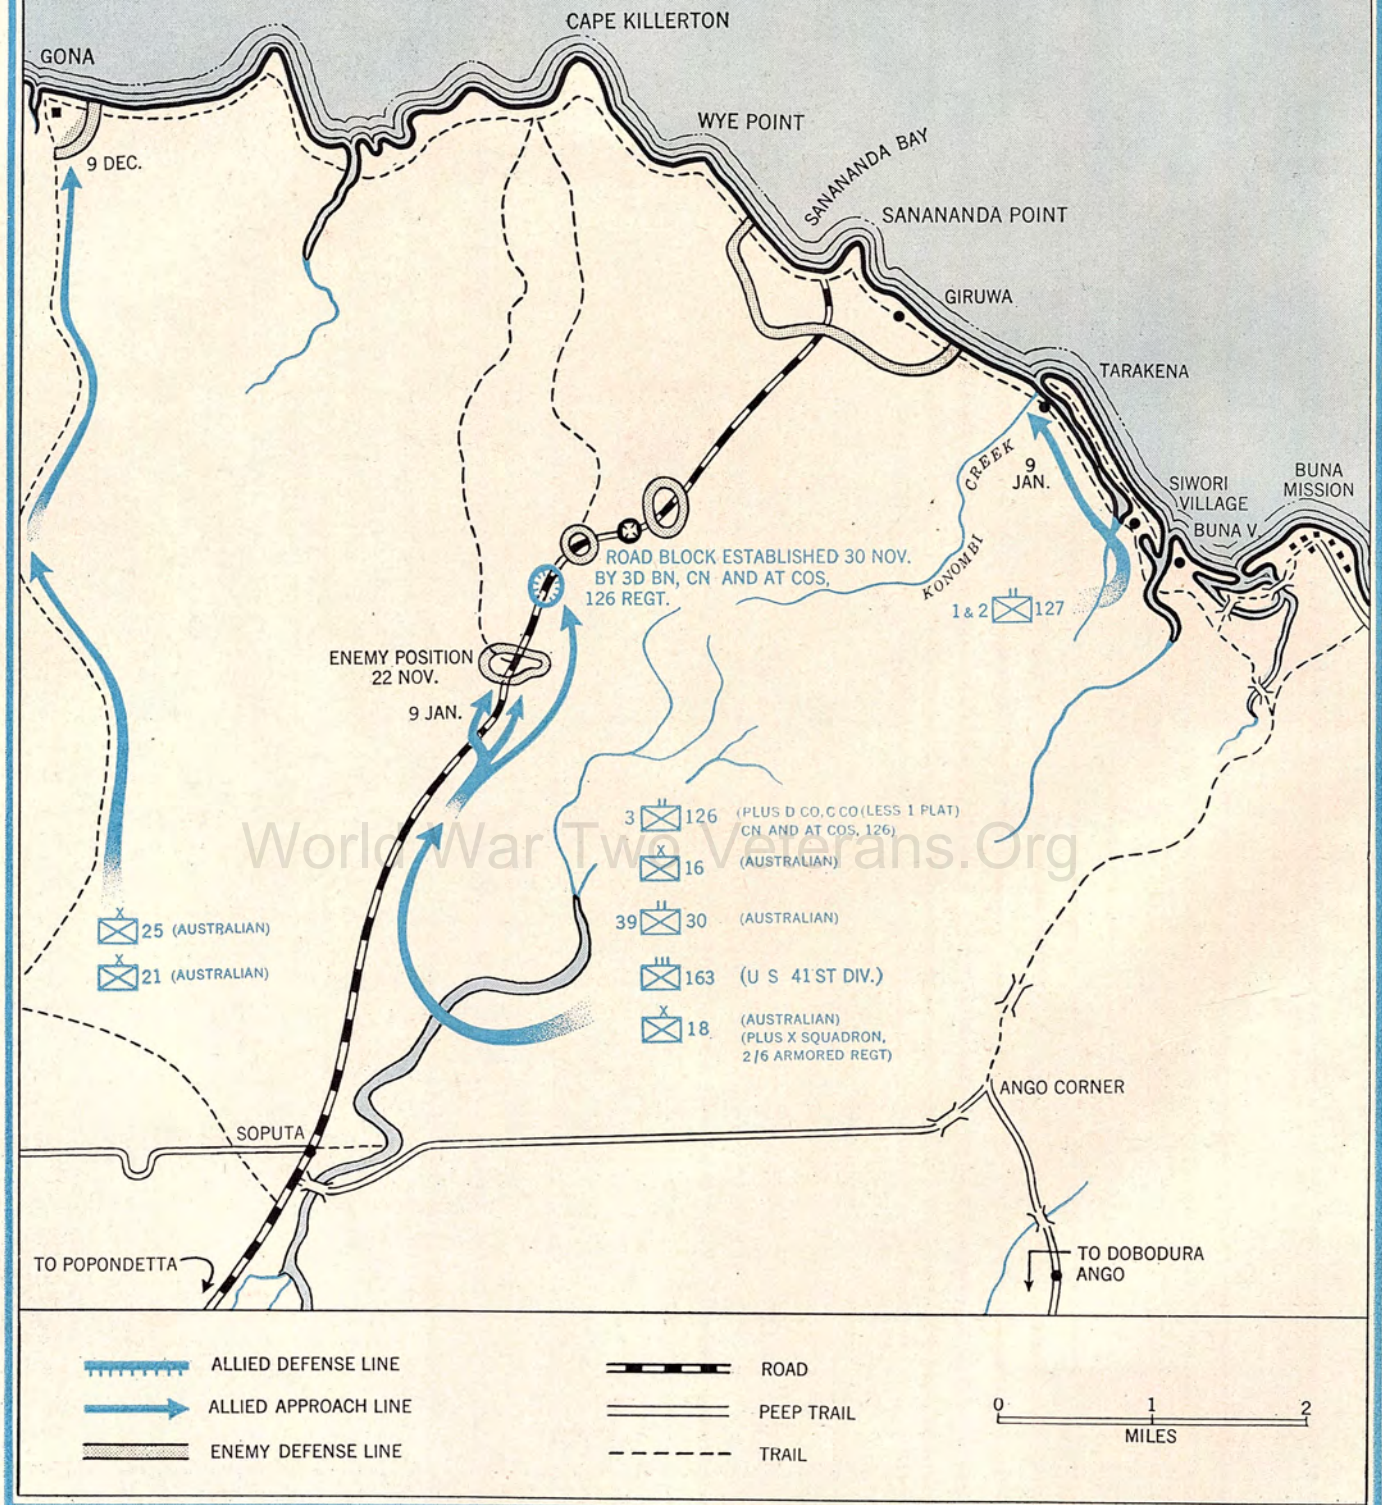 CAPE KILLERTON
GONA
WYE POINT
SANANANDA BAY
9 DEC.
SANANANDA POINT
GIRUWA
TARAKENA
CREEK
9
JAN.
SIWORI
VILLAGE
BUNA
MISSION
BUNA V.
KONOMBI
ROAD BLOCK ESTABLISHED 30 NOV.
BY 3D BN, CN AND AT COS,
126 REGT.
1 & 2 II 127
ENEMY POSITION
22 NOV.
9 JAN.
3 II 126 (PLUS D CO, C CO (LESS 1 PLAT)
CN AND AT COS, 126)
World War Two Veterans.Org
X 16 (AUSTRALIAN)
39 II 30 (AUSTRALIAN)
X 25 (AUSTRALIAN)
X 21 (AUSTRALIAN)
III 163 (U S 41ST DIV.)
X 18 (AUSTRALIAN)
(PLUS X SQUADRON,
2/6 ARMORED REGT)
ANGO CORNER
SOPUTA
TO POPONDETTA
TO DOBODURA
ANGO
ALLIED DEFENSE LINE
ALLIED APPROACH LINE
ENEMY DEFENSE LINE
ROAD
PEEP TRAIL
TRAIL
0 1 2
MILES